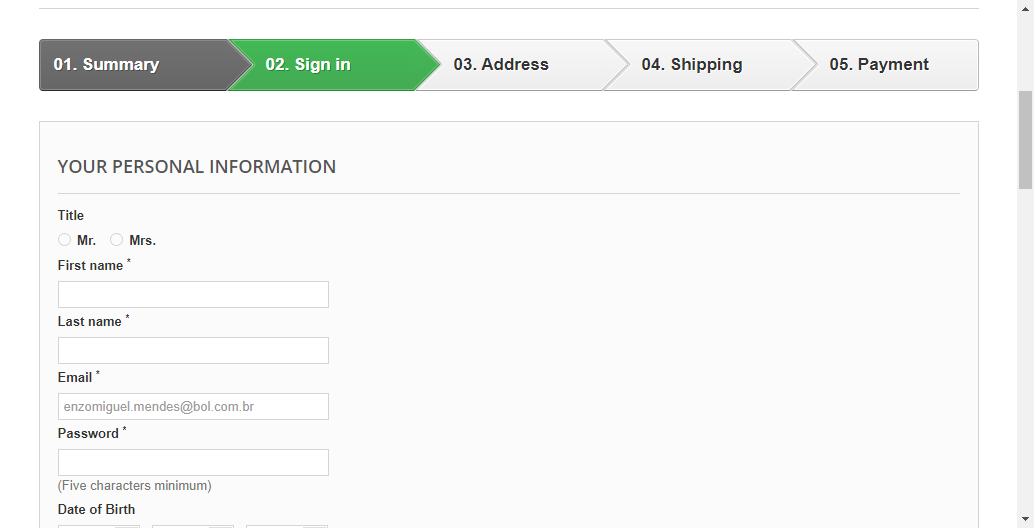 01. Summary 02. Sign in 03. Address 04. Shipping 05. Payment
YOUR PERSONAL INFORMATION
Title
Mr. Mrs.
First name *
Last name *
Email *
enzomiguel.mendes@bol.com.br
Password *
(Five characters minimum)
Date of Birth